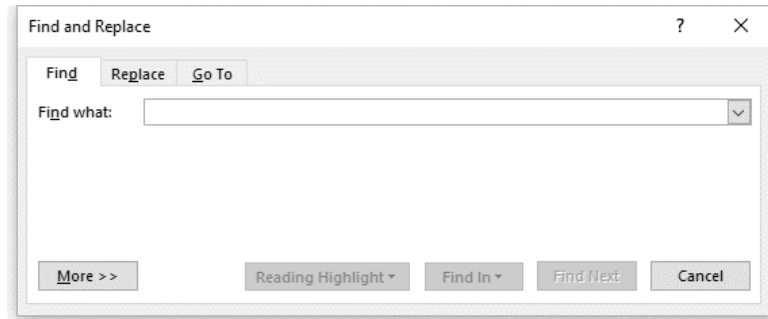 Find and Replace ? ×
Find Replace Go To
Find what:
More >> Reading Highlight Find In Find Next Cancel